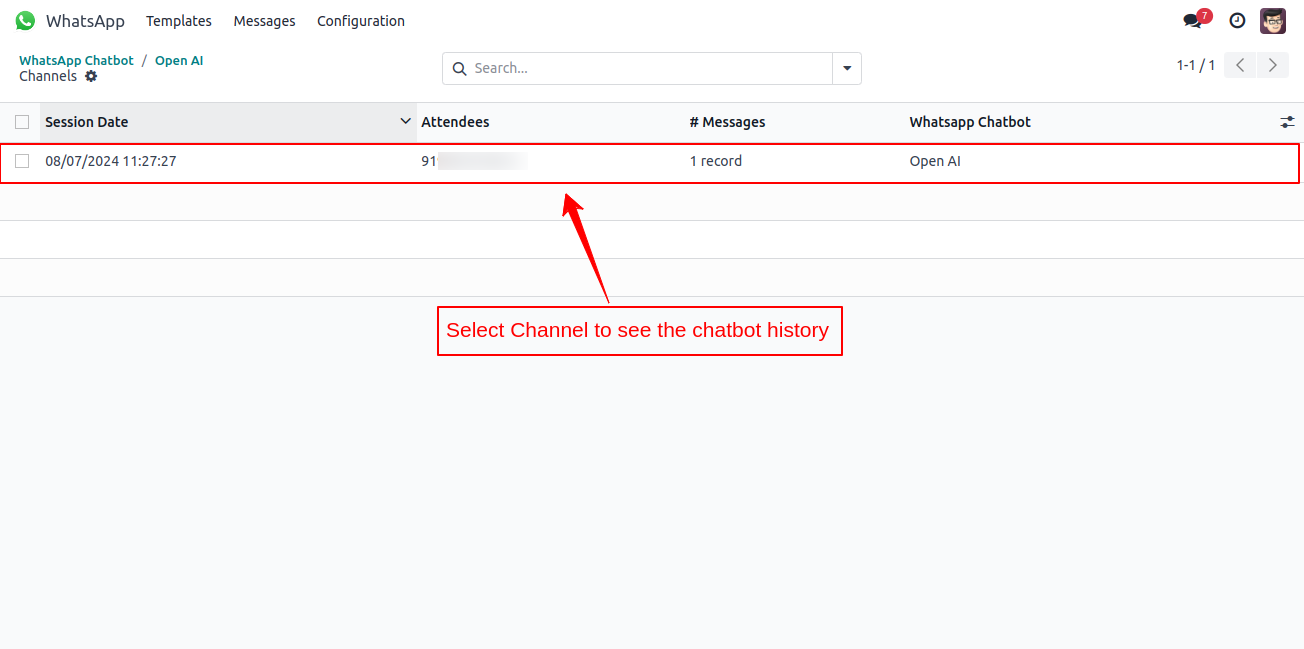 WhatsApp Templates Messages Configuration 7
WhatsApp Chatbot / Open AI
Channels
Search...
1-1 / 1
Session Date Attendees # Messages Whatsapp Chatbot
08/07/2024 11:27:27 91 1 record Open AI
Select Channel to see the chatbot history